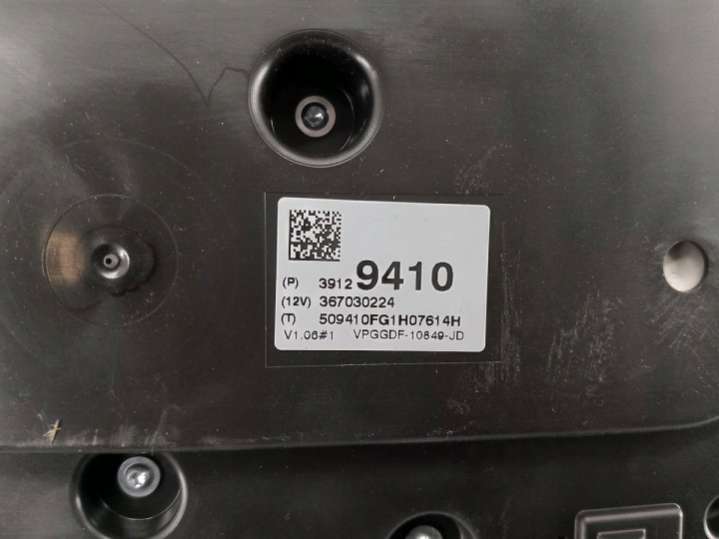 (P) 3912 9410
(12V) 367030224
(T) 509410FG1H07614H
V1.06#1 VPGGDF-10849-JD